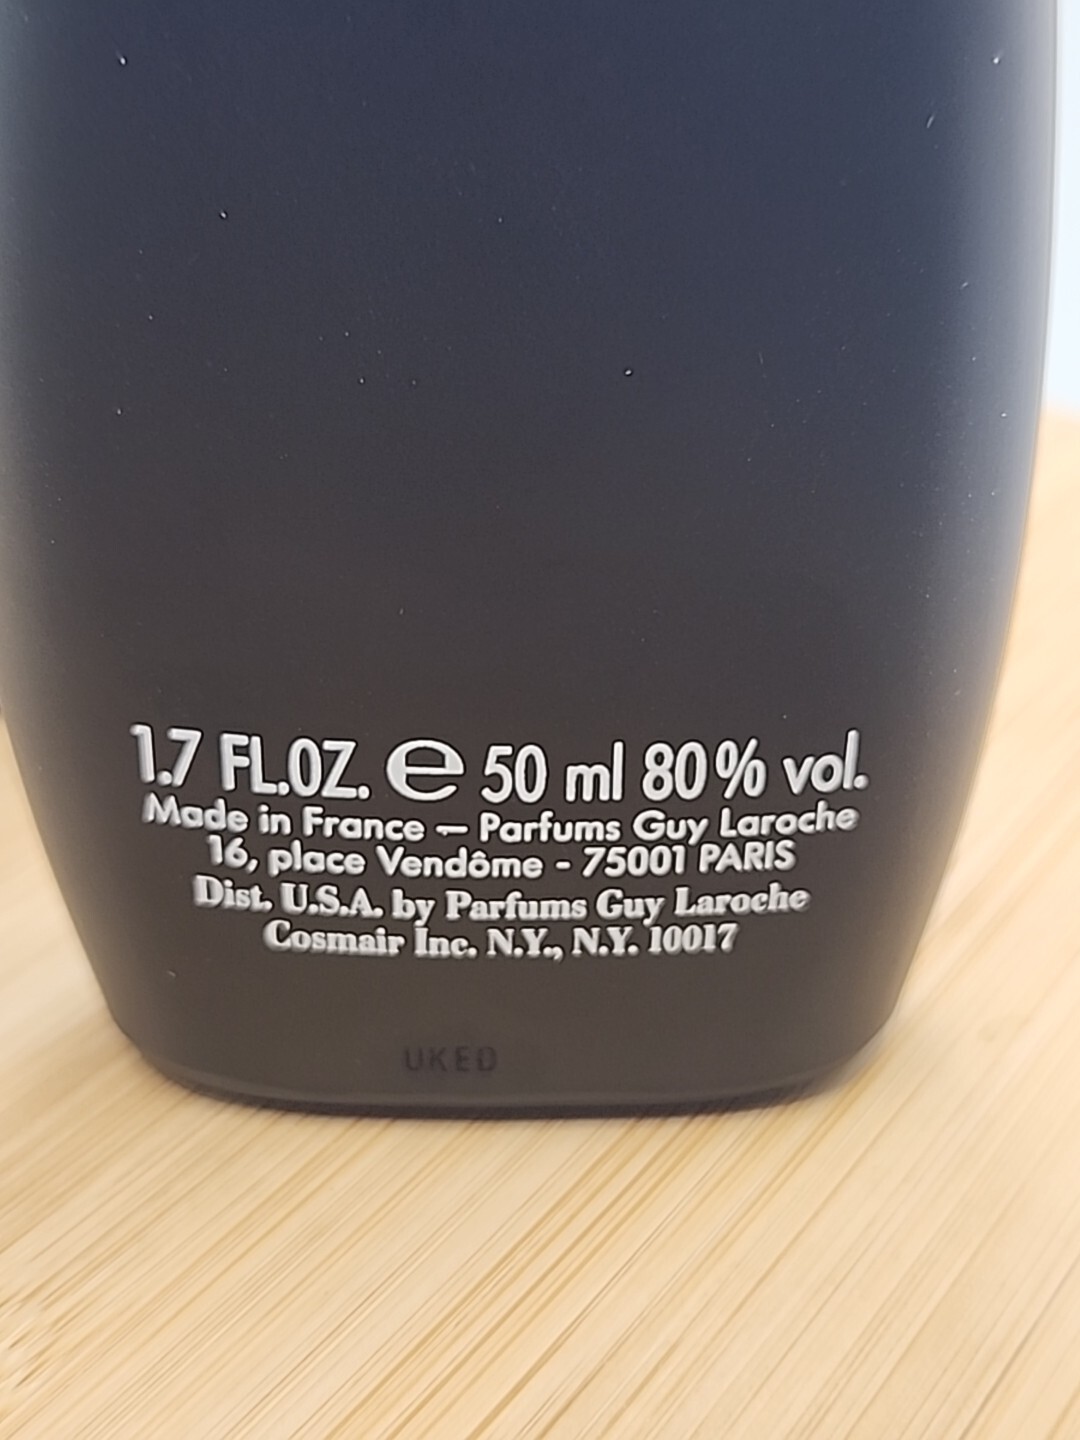 1.7 FL.OZ. ℮ 50 ml 80% vol.
Made in France – Parfums Guy Laroche
16, place Vendôme - 75001 PARIS
Dist. U.S.A. by Parfums Guy Laroche
Cosmair Inc. N.Y., N.Y. 10017
UKED